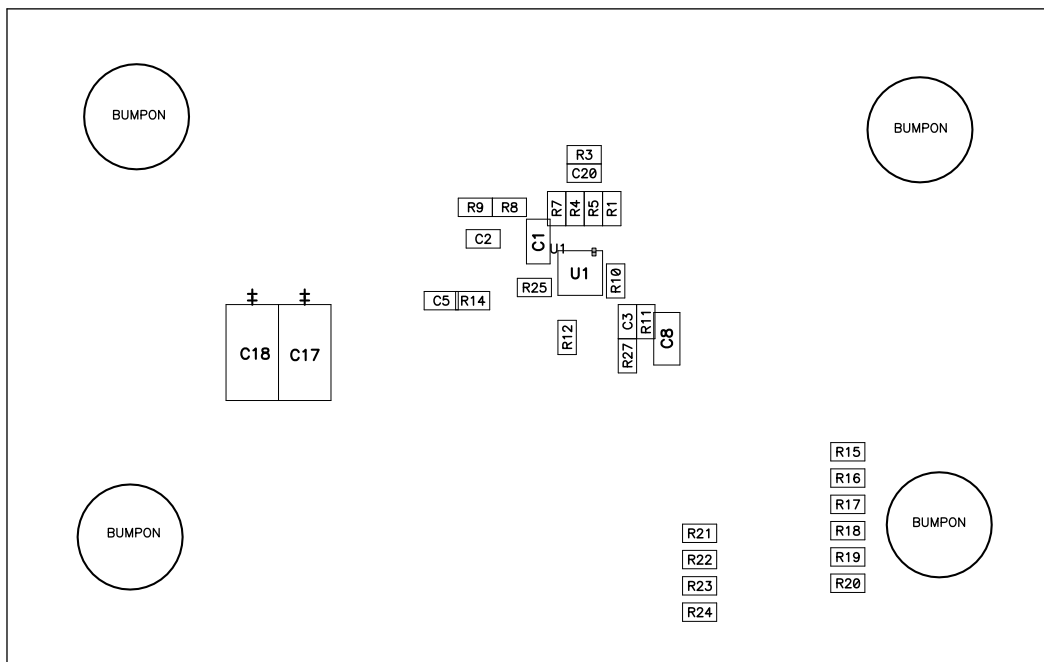 BUMPON
BUMPON
R3
C20
R9 R8 R7 R4 R5 R1
C2 C1 U1
U1
R25 R10
C5 R14
C3 R11
R12 C8
C18 C17 R27
R15
R16
R17
BUMPON BUMPON
R21 R18
R22 R19
R23 R20
R24